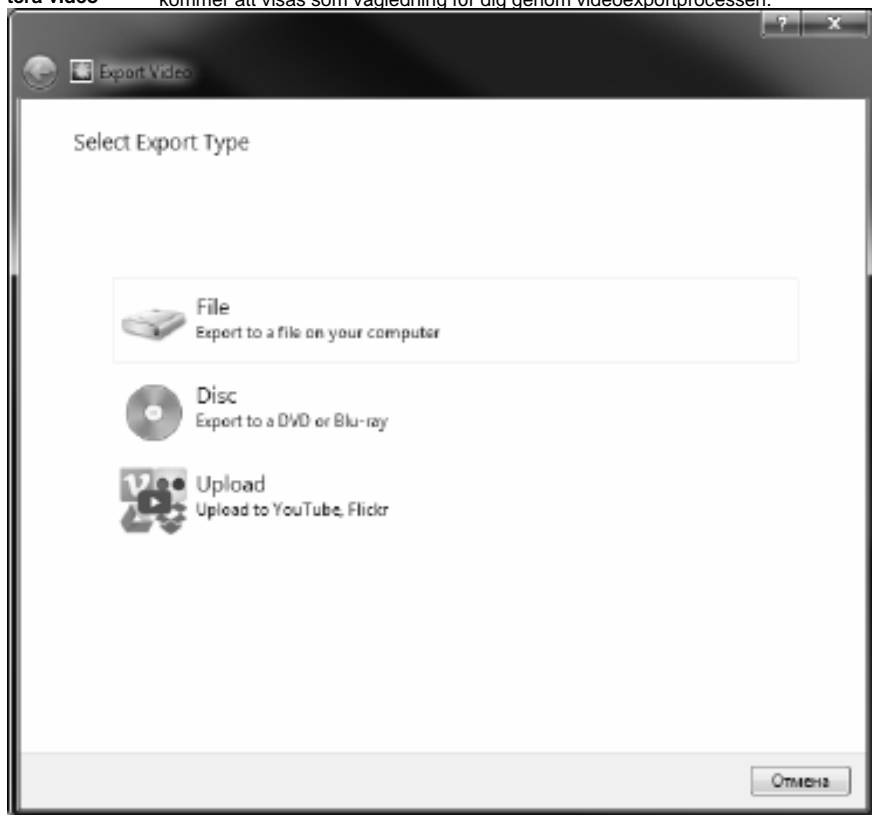 kommer att visas som vägledning för dig genom videoexportprocessen.
? x
Export Video
Select Export Type
File
Export to a file on your computer
Disc
Export to a DVD or Blu-ray
Upload
Upload to YouTube, Flickr
Отмена